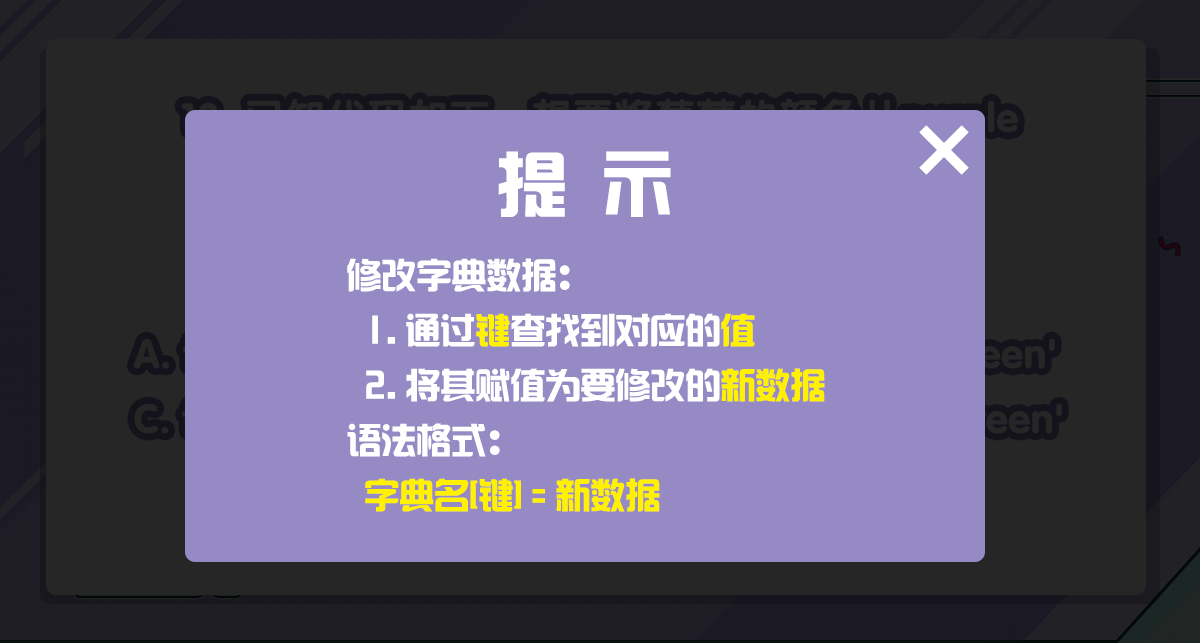 提 示
修改字典数据：
1. 通过键查找到对应的值
2. 将其赋值为要修改的新数据
语法格式：
字典名[键] = 新数据
A.
een'
C.
reen'